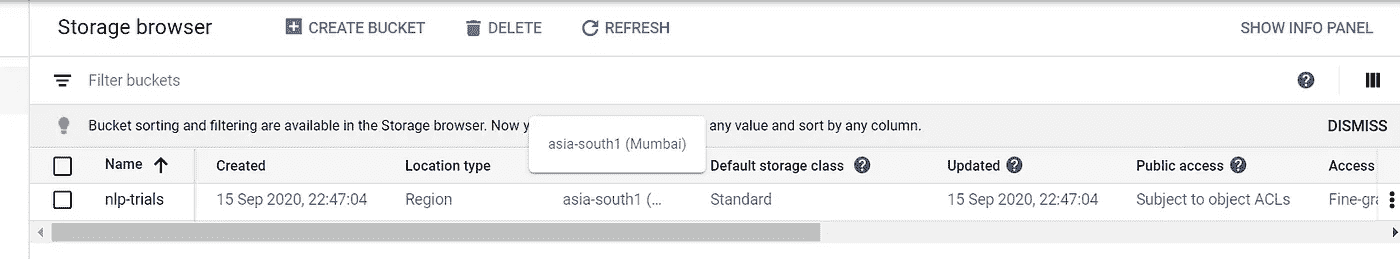 Storage browser CREATE BUCKET DELETE REFRESH SHOW INFO PANEL
Filter buckets
Bucket sorting and filtering are available in the Storage browser. Now any value and sort by any column. DISMISS
asia-south1 (Mumbai)
Name Created Location type Default storage class Updated Public access Access
nlp-trials 15 Sep 2020, 22:47:04 Region asia-south1 (... Standard 15 Sep 2020, 22:47:04 Subject to object ACLs Fine-gra